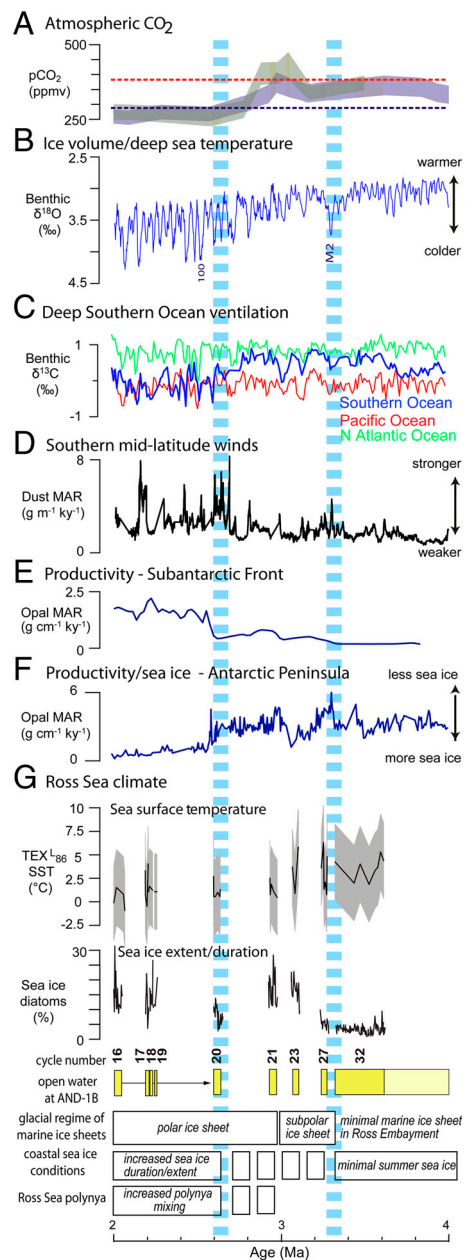 A Atmospheric CO2
500
pCO2
(ppmv)
250
B Ice volume/deep sea temperature
2.5
warmer
Benthic
δ18O
(‰)
3.5
colder
4.5
100
M2
C Deep Southern Ocean ventilation
1
Benthic
δ13C
(‰)
-1
Southern Ocean
Pacific Ocean
N Atlantic Ocean
D Southern mid-latitude winds
8
stronger
Dust MAR
(g m-1 ky-1)
0
weaker
E Productivity - Subantarctic Front
2.5
Opal MAR
(g cm-1 ky-1)
0
F Productivity/sea ice - Antarctic Peninsula
less sea ice
6
Opal MAR
(g cm-1 ky-1)
0
more sea ice
G Ross Sea climate
Sea surface temperature
10
7.5
TEX L86
SST
(°C)
5
2.5
0
-2.5
Sea ice extent/duration
30
Sea ice
diatoms
(%)
0
cycle number
16 17 18 19 20 21 23 27 32
open water
at AND-1B
glacial regime of
marine ice sheets
polar ice sheet
subpolar
ice sheet
minimal marine ice sheet
in Ross Embayment
coastal sea ice
conditions
increased sea ice
duration/extent
minimal summer sea ice
Ross Sea polynya
increased polynya
mixing
2 3 4
Age (Ma)